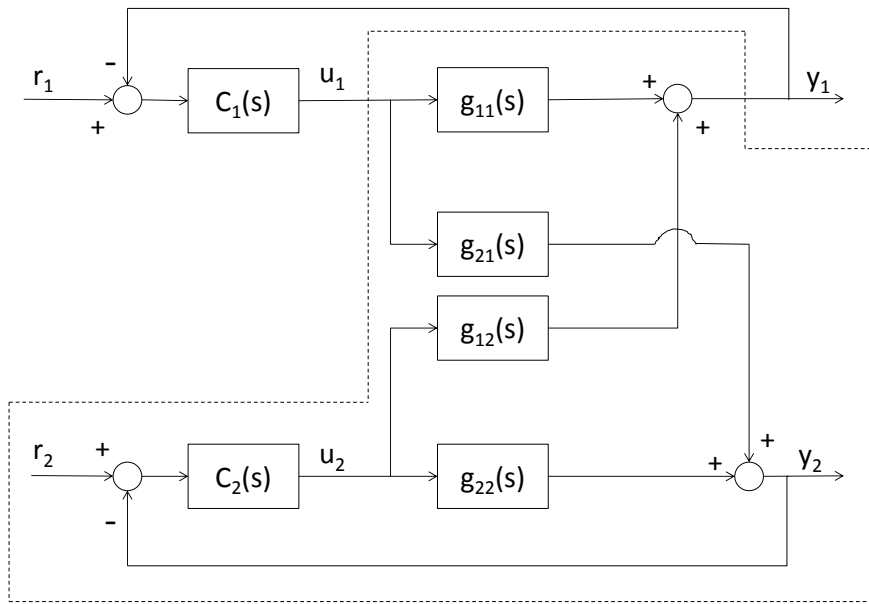 -
r₁
+
C₁(s)
u₁
g₁₁(s)
+
+
y₁
g₂₁(s)
g₁₂(s)
r₂
+
-
C₂(s)
u₂
g₂₂(s)
+
+
y₂